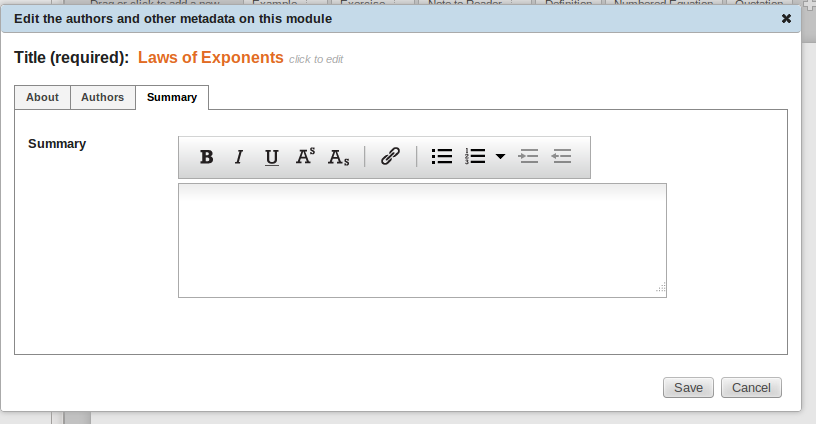 Drag or click to add a new Example Exercise Note to Reader Definition Numbered Equation Quotation
Edit the authors and other metadata on this module
Title (required): Laws of Exponents click to edit
About Authors Summary
Summary
B I U Aˢ Aₛ
Save Cancel